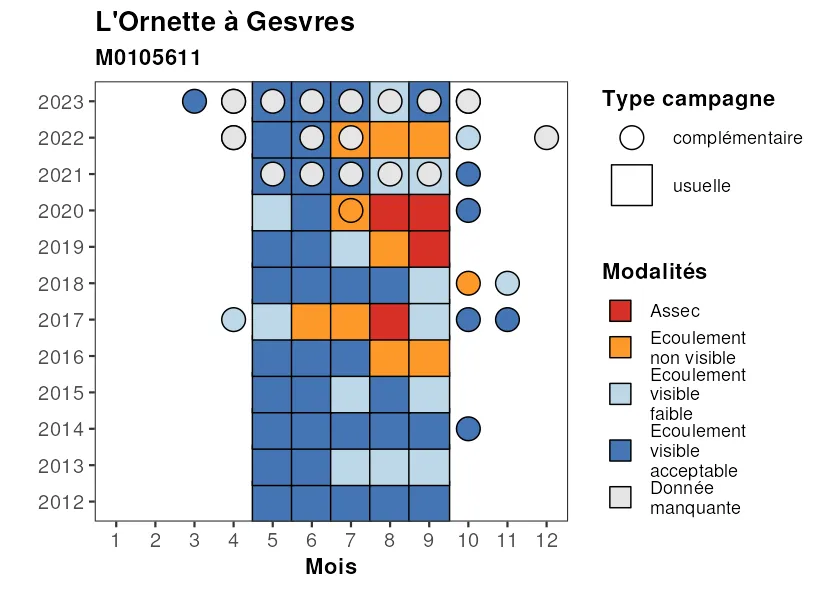 L'Ornette à Gesvres
M0105611
2023
2022
2021
2020
2019
2018
2017
2016
2015
2014
2013
2012
1 2 3 4 5 6 7 8 9 10 11 12
Mois
Type campagne
complémentaire
usuelle
Modalités
Assec
Ecoulement
non visible
Ecoulement
visible
faible
Ecoulement
visible
acceptable
Donnée
manquante